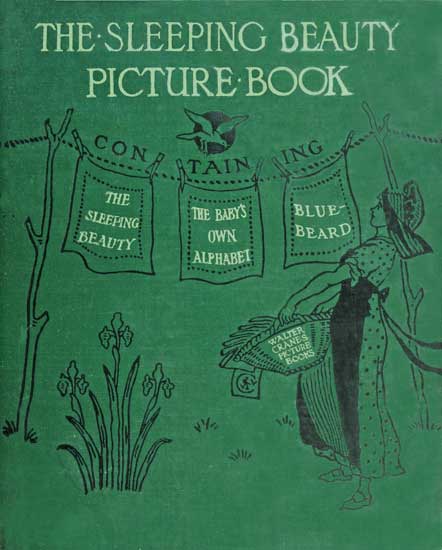 THE·SLEEPING BEAUTY
PICTURE·BOOK
CON
TAIN
ING
THE
SLEEPING
BEAUTY
THE BABY'S
OWN
ALPHABET
BLUE-
BEARD
WALTER
CRANE'S
PICTURE
BOOKS